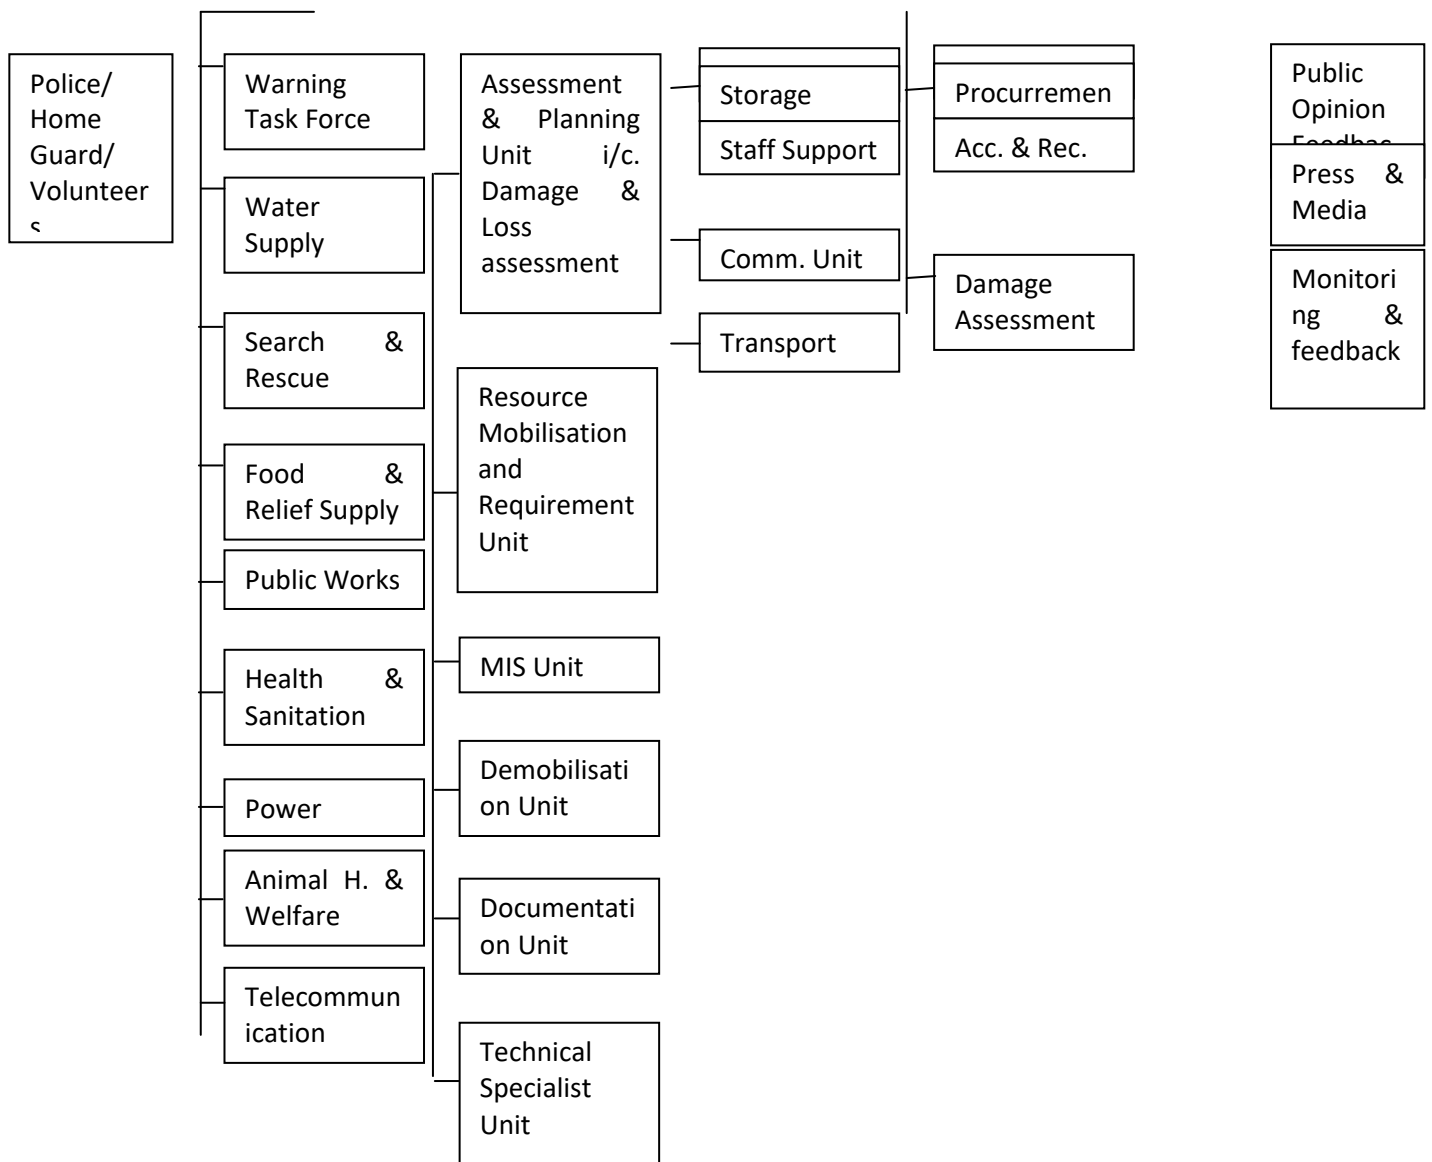 Police/
Home
Guard/
Volunteer
s
Warning
Task Force
Water
Supply
Search &
Rescue
Food &
Relief Supply
Public Works
Health &
Sanitation
Power
Animal H. &
Welfare
Telecommun
ication
Assessment
& Planning
Unit i/c.
Damage &
Loss
assessment
Resource
Mobilisation
and
Requirement
Unit
MIS Unit
Demobilisati
on Unit
Documentati
on Unit
Technical
Specialist
Unit
Storage
Staff Support
Comm. Unit
Transport
Procurremen
Acc. & Rec.
Damage
Assessment
Public
Opinion
Feedbac
Press &
Media
Monitori
ng &
feedback